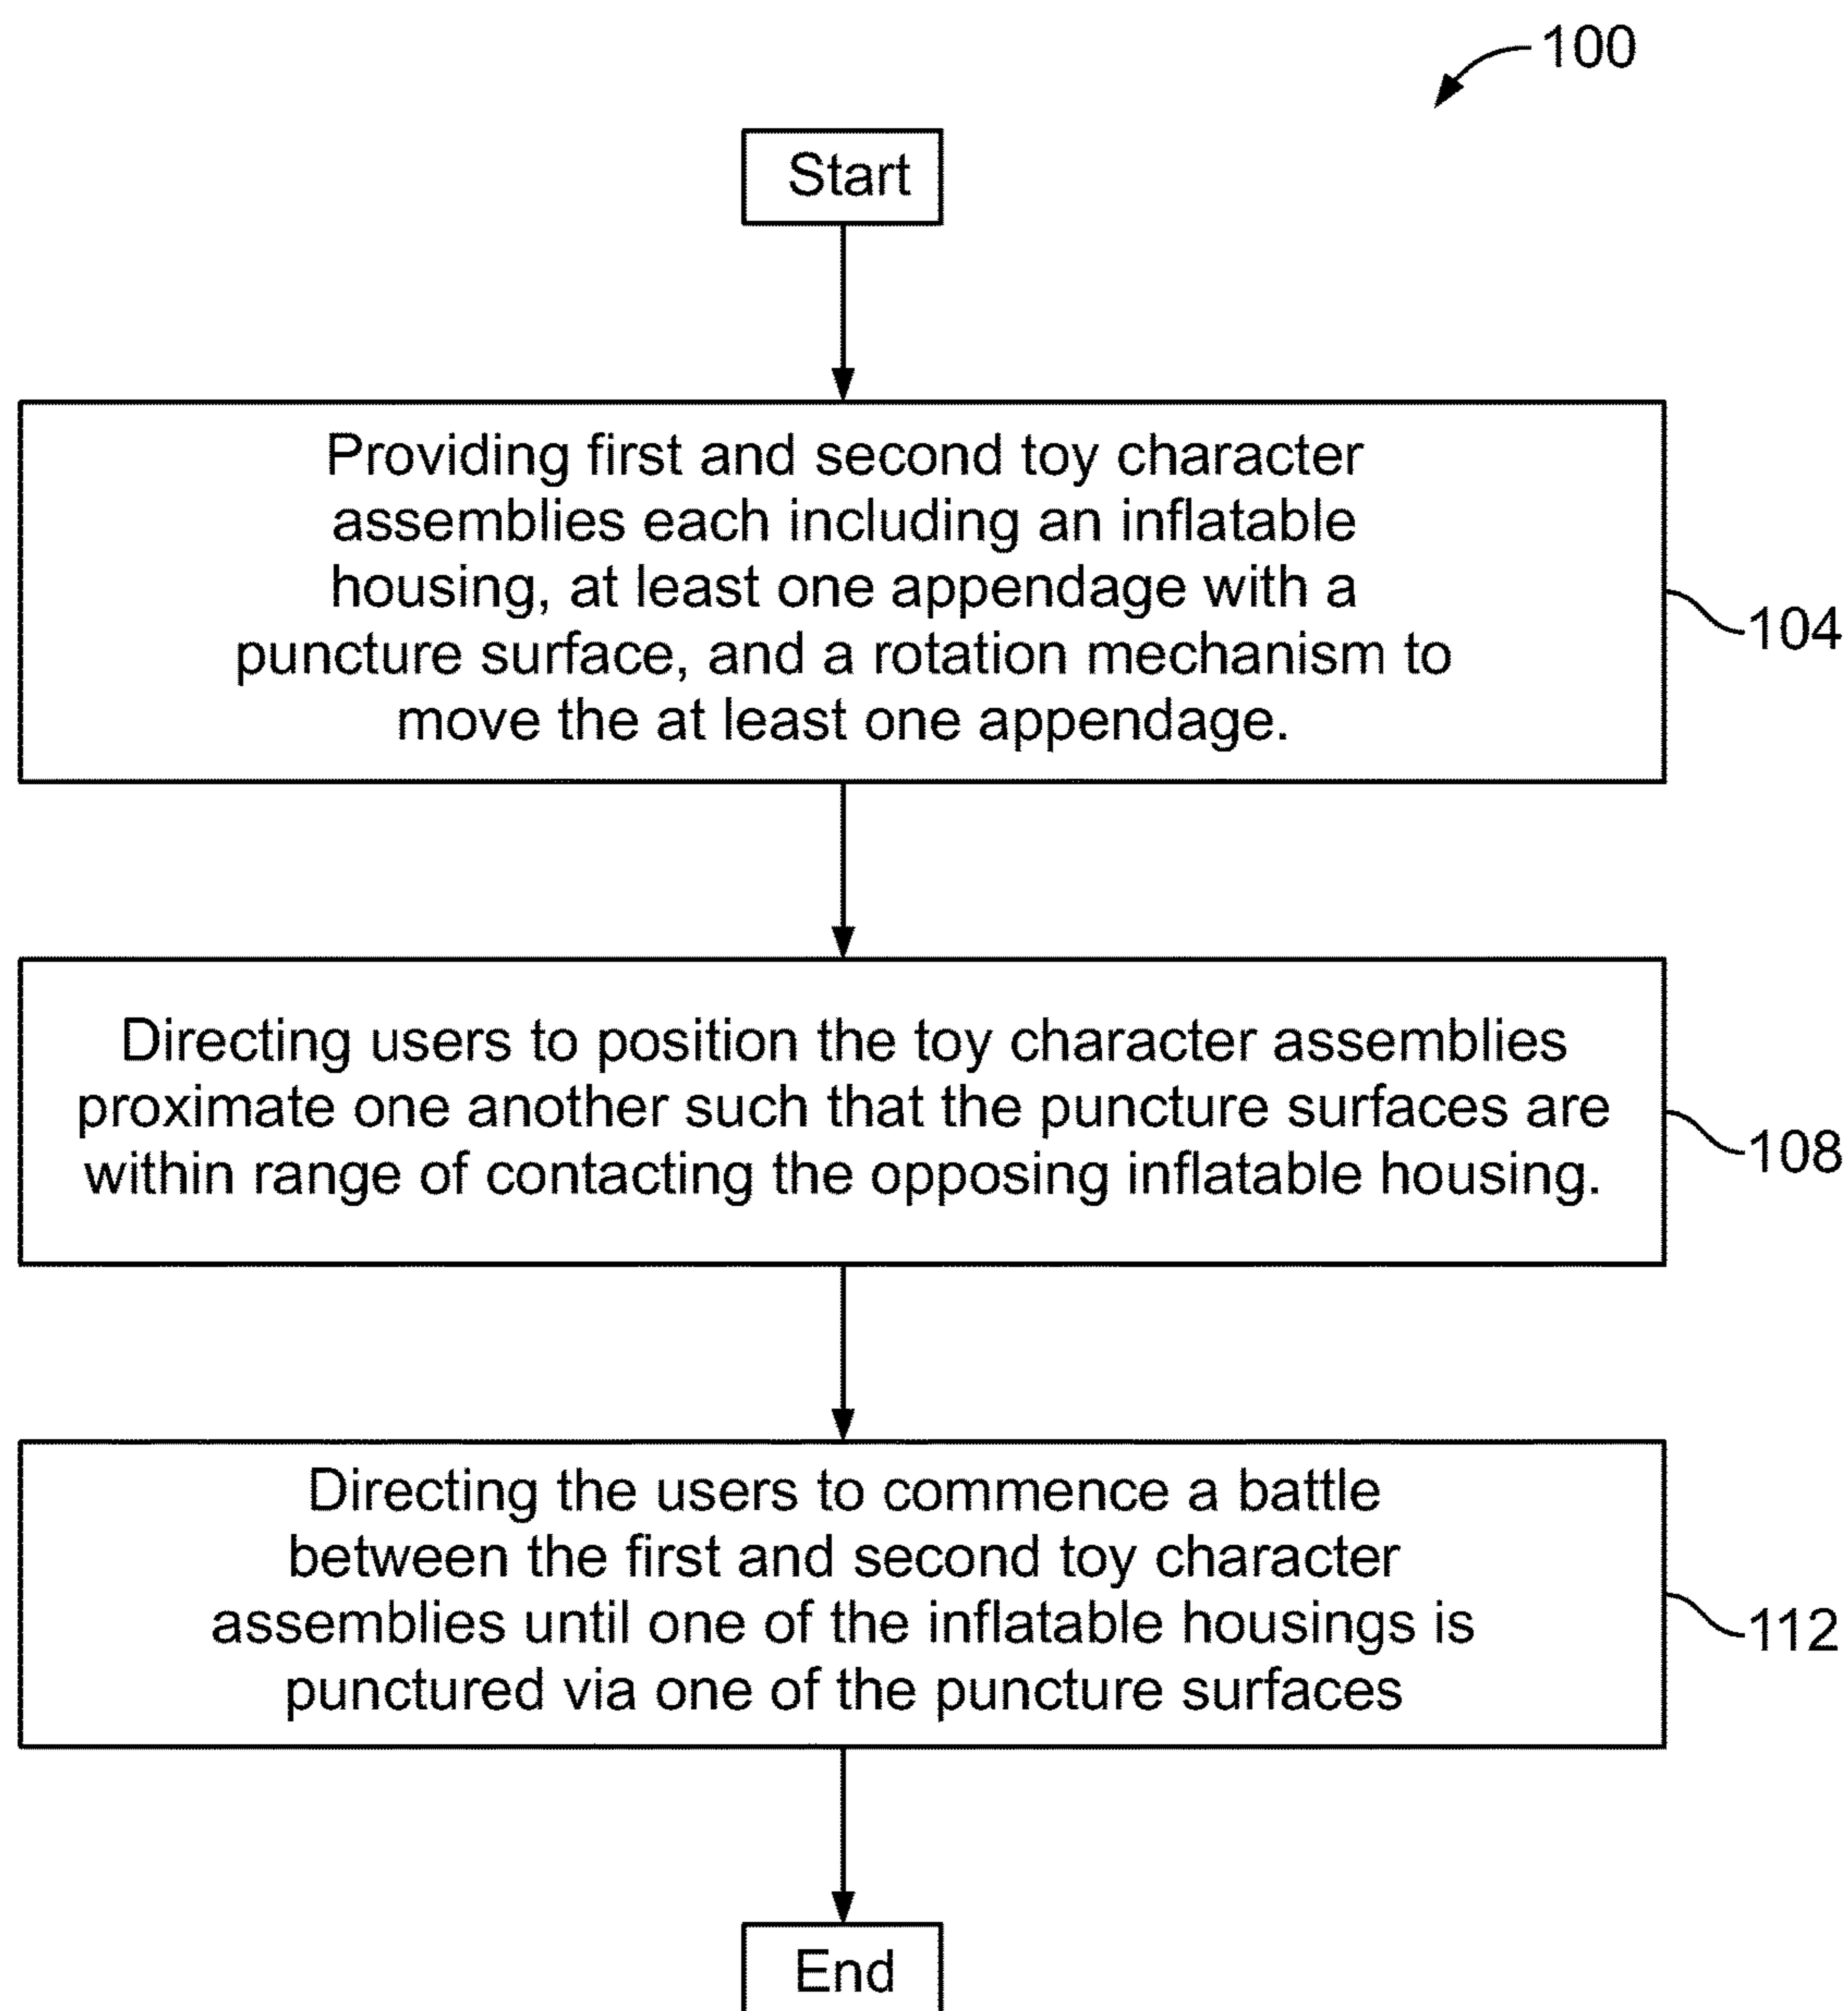 100
Start
Providing first and second toy character
assemblies each including an inflatable
housing, at least one appendage with a
puncture surface, and a rotation mechanism to
move the at least one appendage.
104
Directing users to position the toy character assemblies
proximate one another such that the puncture surfaces are
within range of contacting the opposing inflatable housing.
108
Directing the users to commence a battle
between the first and second toy character
assemblies until one of the inflatable housings is
punctured via one of the puncture surfaces
112
End